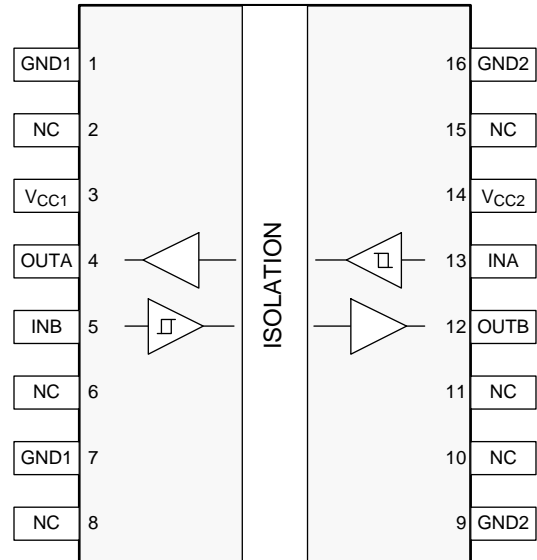 GND1 1 16 GND2
NC 2 15 NC
VCC1 3 14 VCC2
OUTA 4 13 INA
ISOLATION
INB 5 12 OUTB
NC 6 11 NC
GND1 7 10 NC
NC 8 9 GND2